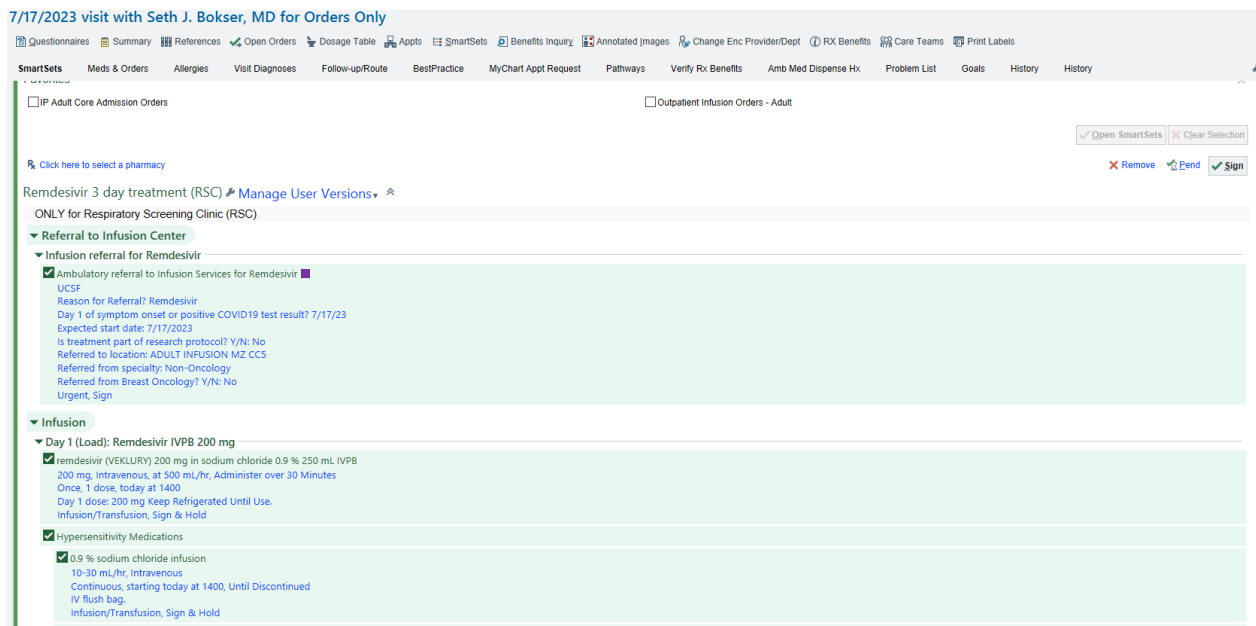 7/17/2023 visit with Seth J. Bokser, MD for Orders Only
Questionnaires Summary References Open Orders Dosage Table Appts SmartSets Benefits Inquiry Annotated Images Change Enc Provider/Dept RX Benefits Care Teams Print Labels
SmartSets Meds & Orders Allergies Visit Diagnoses Follow-up/Route BestPractice MyChart Appt Request Pathways Verify Rx Benefits Amb Med Dispense Hx Problem List Goals History History
Favorites
IP Adult Core Admission Orders Outpatient Infusion Orders - Adult
Open SmartSets Clear Selection
Rx Click here to select a pharmacy Remove Pend Sign
Remdesivir 3 day treatment (RSC) Manage User Versions
ONLY for Respiratory Screening Clinic (RSC)
Referral to Infusion Center
Infusion referral for Remdesivir
Ambulatory referral to Infusion Services for Remdesivir
UCSF
Reason for Referral? Remdesivir
Day 1 of symptom onset or positive COVID19 test result? 7/17/23
Expected start date: 7/17/2023
Is treatment part of research protocol? Y/N: No
Referred to location: ADULT INFUSION MZ CC5
Referred from specialty: Non-Oncology
Referred from Breast Oncology? Y/N: No
Urgent, Sign
Infusion
Day 1 (Load): Remdesivir IVPB 200 mg
remdesivir (VEKLURY) 200 mg in sodium chloride 0.9 % 250 mL IVPB
200 mg, Intravenous, at 500 mL/hr, Administer over 30 Minutes
Once, 1 dose, today at 1400
Day 1 dose: 200 mg Keep Refrigerated Until Use.
Infusion/Transfusion, Sign & Hold
Hypersensitivity Medications
0.9 % sodium chloride infusion
10-30 mL/hr, Intravenous
Continuous, starting today at 1400, Until Discontinued
IV flush bag.
Infusion/Transfusion, Sign & Hold